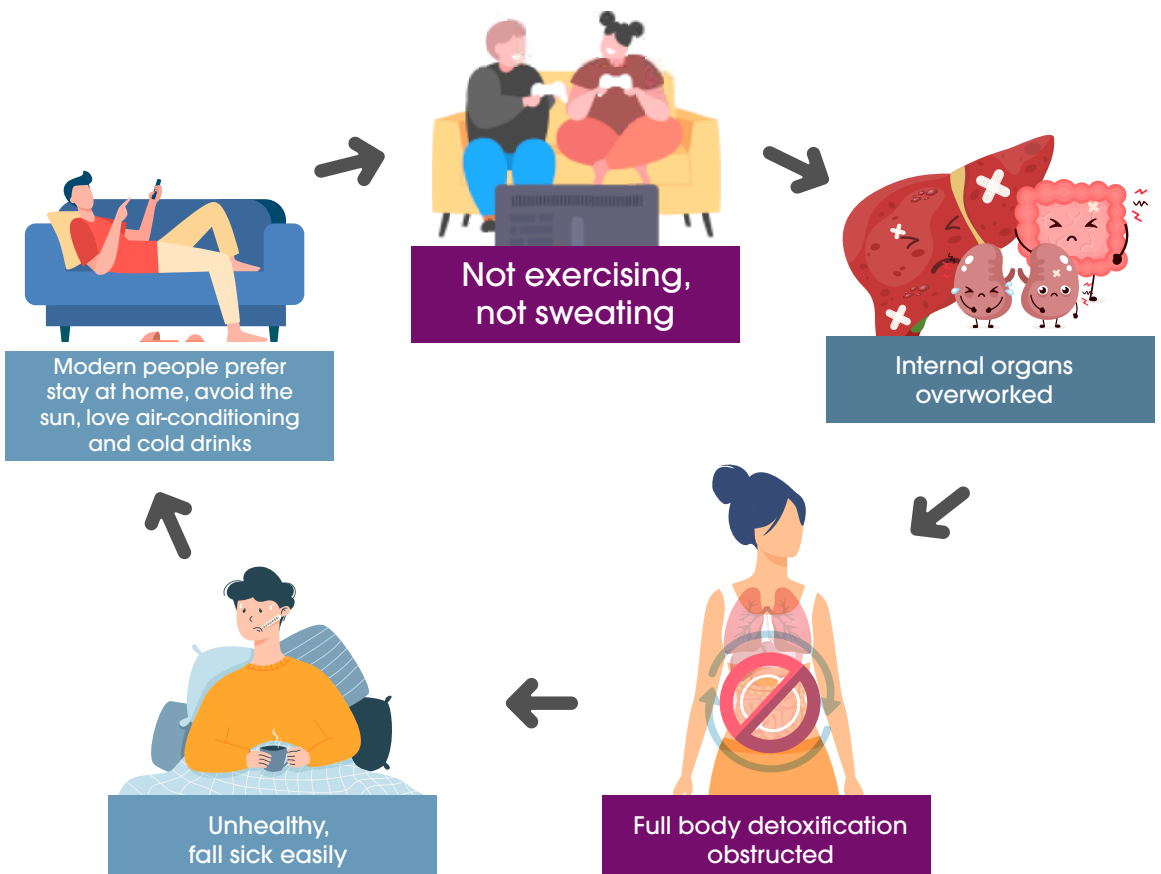 Not exercising,
not sweating
Internal organs
overworked
Full body detoxification
obstructed
Unhealthy,
fall sick easily
Modern people prefer
stay at home, avoid the
sun, love air-conditioning
and cold drinks